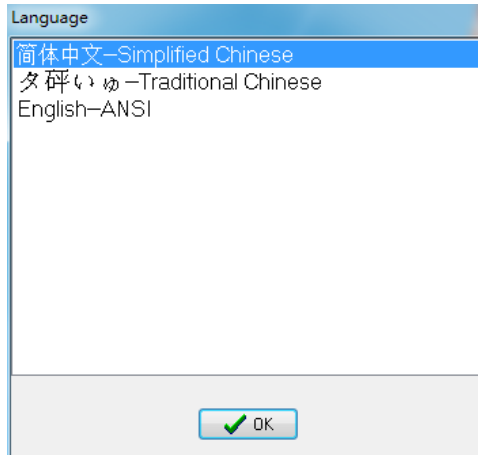 Language
简体中文–Simplified Chinese
タ砰いゅ–Traditional Chinese
English–ANSI
OK